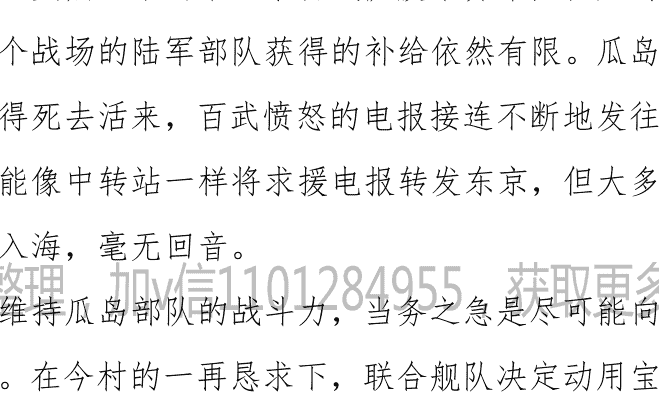 个战场的陆军部队获得的补给依然有限。瓜岛
得死去活来，百武愤怒的电报接连不断地发往
能像中转站一样将求援电报转发东京，但大多
入海，毫无回音。
整理，加v信1101284955，获取更多
维持瓜岛部队的战斗力，当务之急是尽可能向
。在今村的一再恳求下，联合舰队决定动用宝